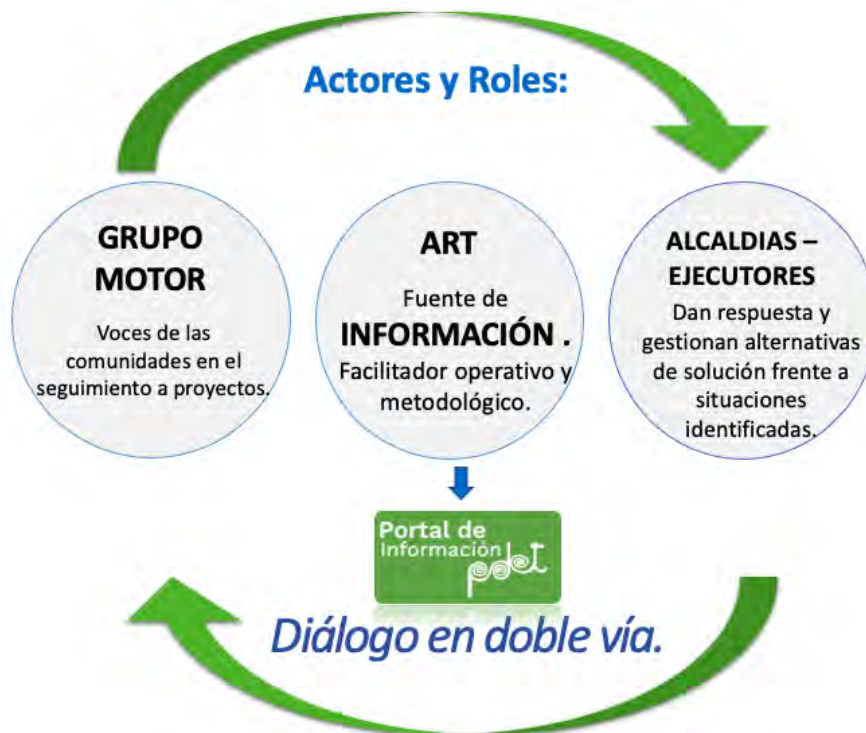 Actores y Roles:
GRUPO
MOTOR
Voces de las
comunidades en el
seguimiento a proyectos.
ART
Fuente de
INFORMACIÓN .
Facilitador operativo y
metodológico.
ALCALDIAS –
EJECUTORES
Dan respuesta y
gestionan alternativas
de solución frente a
situaciones
identificadas.
Portal de
información
pdet
Diálogo en doble vía.